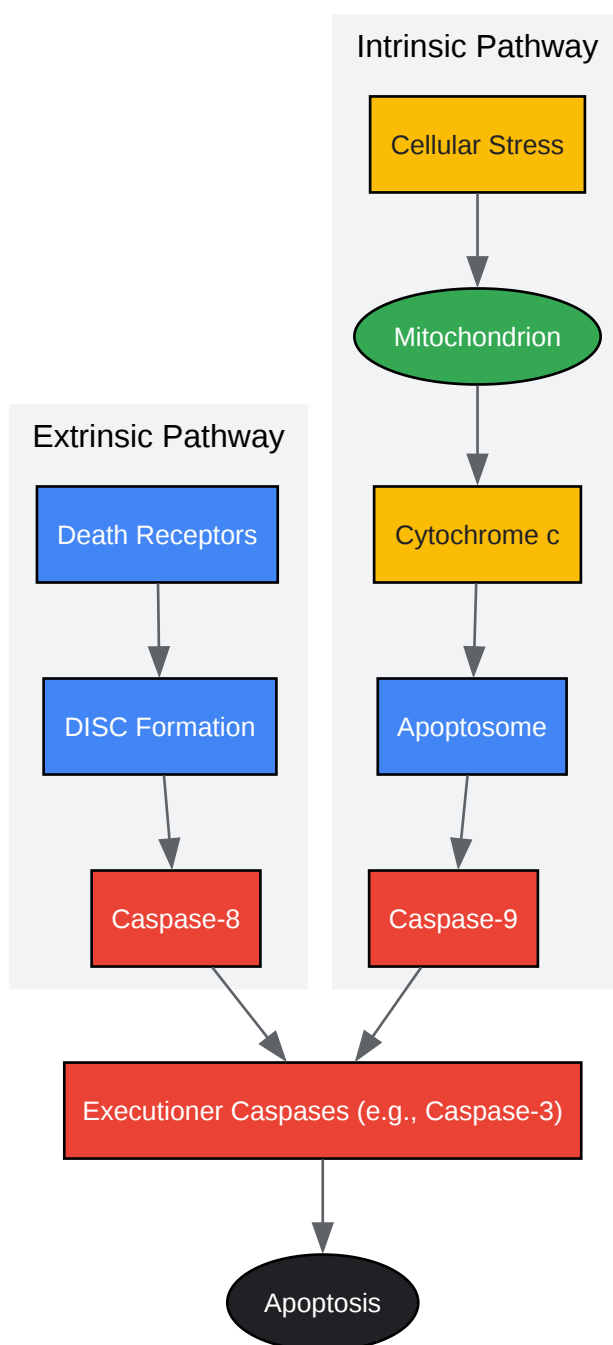 Intrinsic Pathway
Cellular Stress
Mitochondrion
Extrinsic Pathway
Death Receptors
Cytochrome c
DISC Formation
Apoptosome
Caspase-8
Caspase-9
Executioner Caspases (e.g., Caspase-3)
Apoptosis